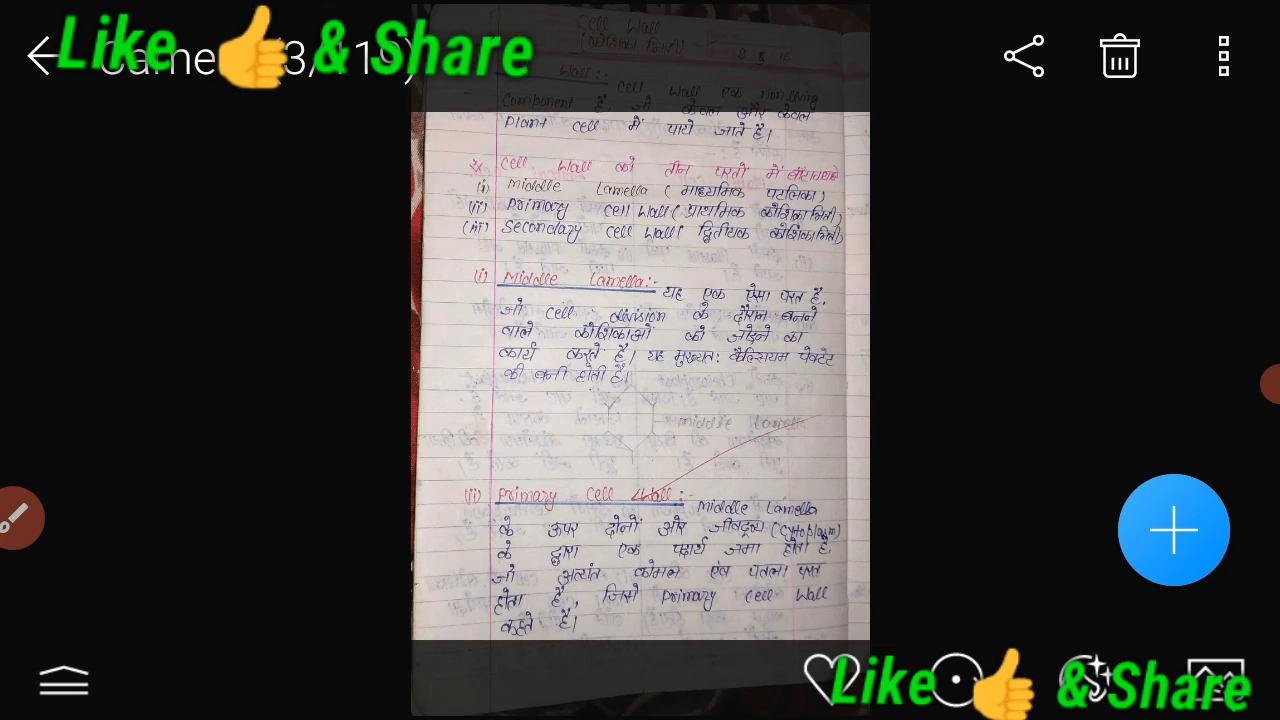 Like 👍 & Share
Cell Wall
(कोशिका भित्ती)
Wall:-
Cell Wall एक non living
Component है जो केवल और केवल
Plant cell में पाये जाते है।
Cell Wall को तीन परतों में
(i) Middle Lamella ( माध्यमिक पटलिका)
(ii) Primary Cell Wall ( प्राथमिक कोशिका भित्ती)
(iii) Secondary Cell Wall ( द्वितीयक कोशिका भित्ती)
(i) Middle Lamella:-
यह एक ऐसा परत है,
जो cell division के दौरान बनने
वाले कोशिकाओं को जोड़ने का
कार्य करते है। यह मुख्यत: कैल्शियम पेक्टेट
की बनी होती है।
middle lamella
(ii) Primary Cell Wall:-
Middle Lamella
के ऊपर दोनों ओर जीवद्रव्य (cytoplasm)
के द्वारा एक पदार्थ जमा होता है,
जो अत्यंत कोमल एंव पतला परत
होता है, जिसे Primary Cell Wall
कहते है।
Like 👍 & Share